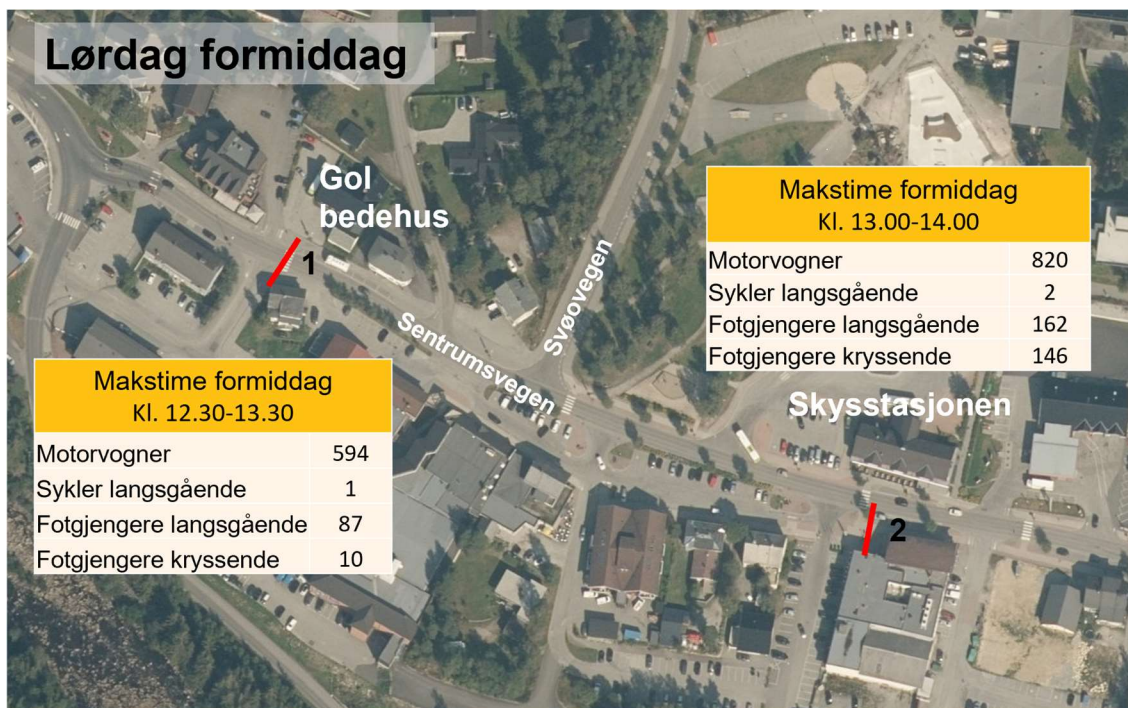 Lørdag formiddag
Gol
bedehus
1
Svøovegen
Sentrumsvegen
Makstime formiddag
Kl. 13.00-14.00
Motorvogner 820
Sykler langsgående 2
Fotgjengere langsgående 162
Fotgjengere kryssende 146
Makstime formiddag
Kl. 12.30-13.30
Motorvogner 594
Sykler langsgående 1
Fotgjengere langsgående 87
Fotgjengere kryssende 10
Skysstasjonen
2